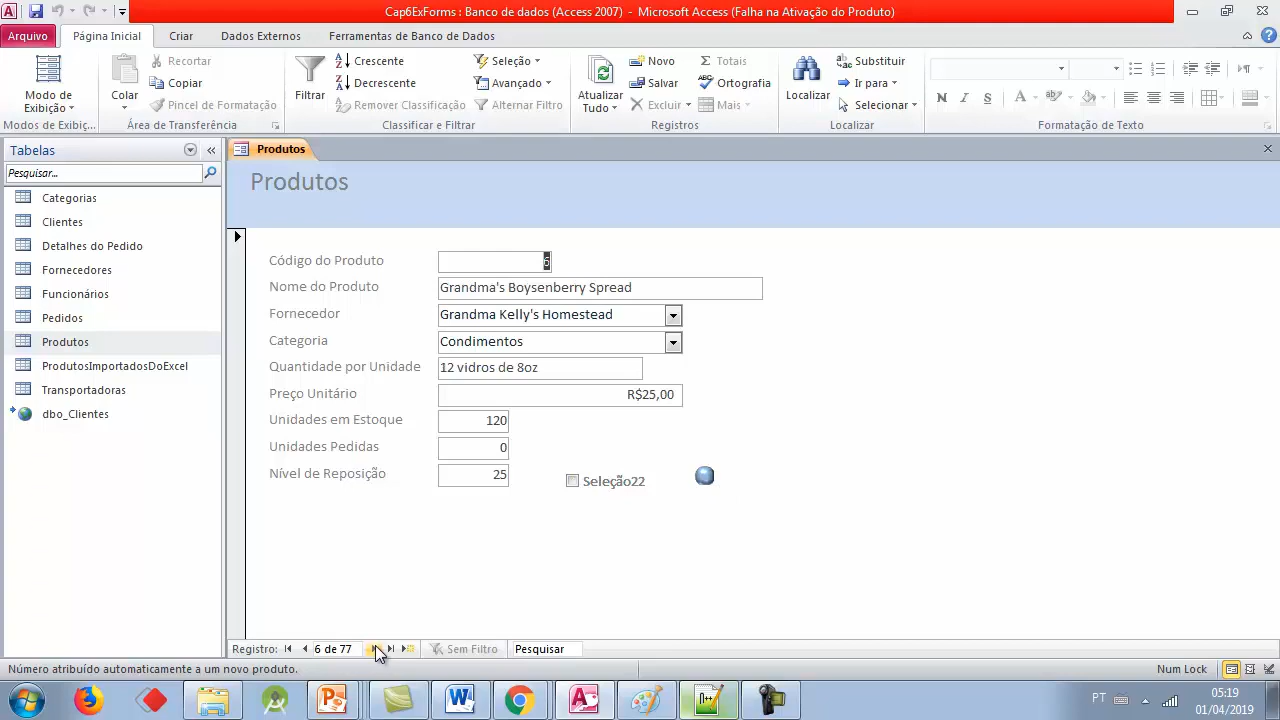 Cap6ExForms : Banco de dados (Access 2007) - Microsoft Access (Falha na Ativação do Produto)
Arquivo Página Inicial Criar Dados Externos Ferramentas de Banco de Dados
Modo de Exibição
Modos de Exibiç...
Colar
Recortar
Copiar
Pincel de Formatação
Área de Transferência
Filtrar
Crescente
Decrescente
Remover Classificação
Seleção
Avançado
Alternar Filtro
Classificar e Filtrar
Atualizar Tudo
Novo
Salvar
Excluir
Totais
Ortografia
Mais
Registros
Localizar
Substituir
Ir para
Selecionar
Localizar
N I S
A
Formatação de Texto
Tabelas
Pesquisar...
Categorias
Clientes
Detalhes do Pedido
Fornecedores
Funcionários
Pedidos
Produtos
ProdutosImportadosDoExcel
Transportadoras
dbo_Clientes
Produtos
Produtos
Código do Produto 6
Nome do Produto Grandma's Boysenberry Spread
Fornecedor Grandma Kelly's Homestead
Categoria Condimentos
Quantidade por Unidade 12 vidros de 8oz
Preço Unitário R$25,00
Unidades em Estoque 120
Unidades Pedidas 0
Nível de Reposição 25 Seleção22
Registro: 6 de 77 Sem Filtro Pesquisar
Número atribuído automaticamente a um novo produto. Num Lock
PT 05:19
01/04/2019